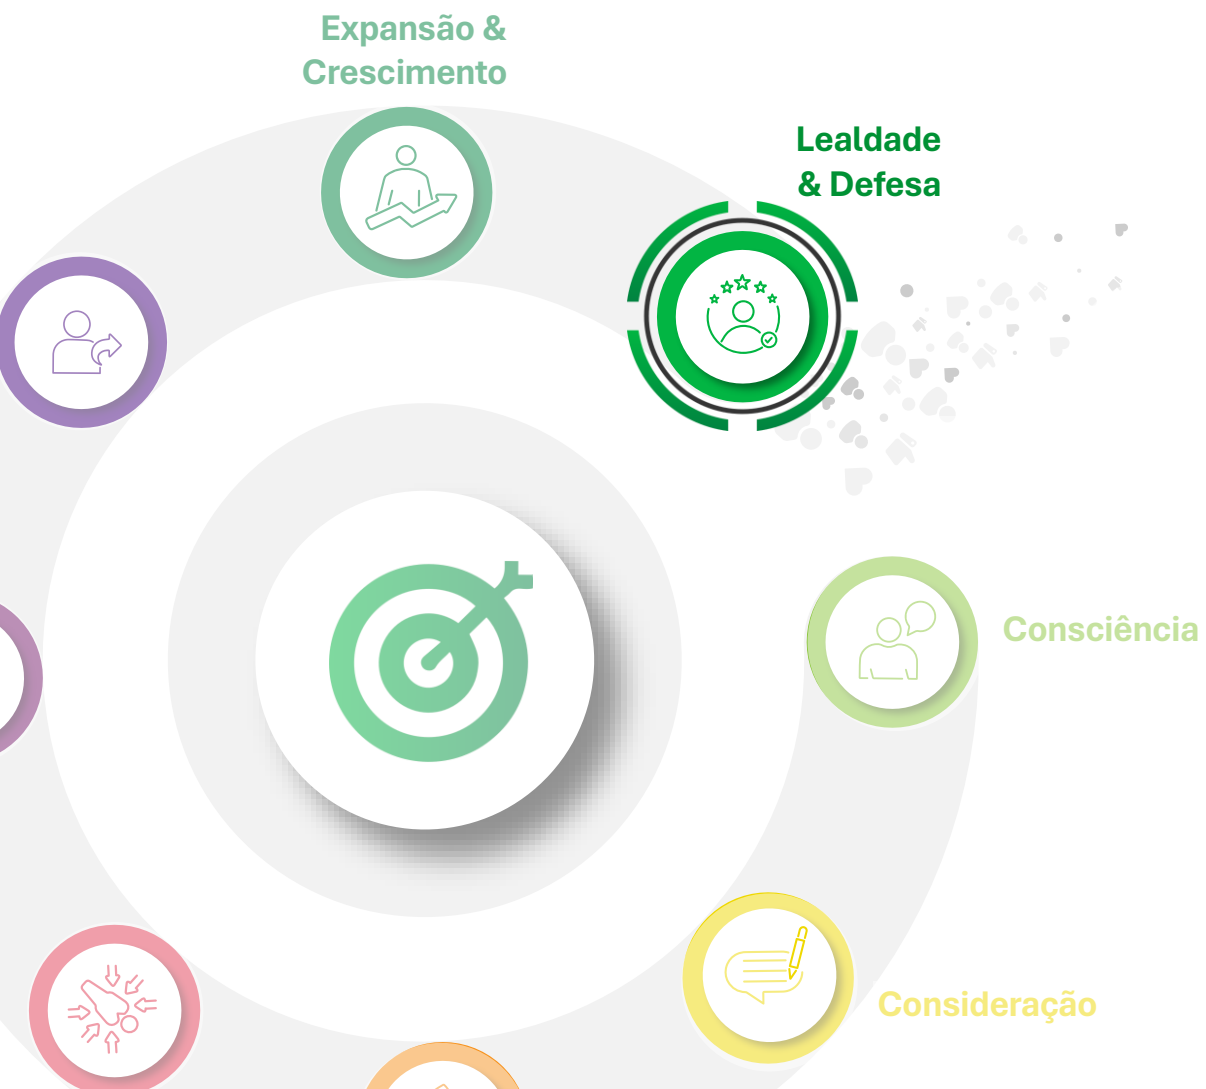 Expansão &
Crescimento
Lealdade
& Defesa
Consciência
Consideração